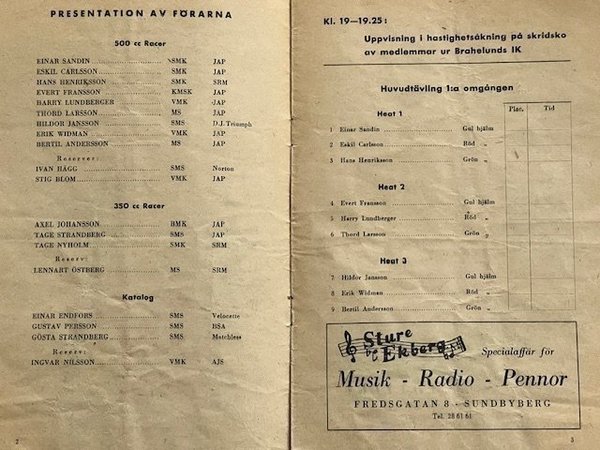 PRESENTATION AV FÖRARNA
500 cc Racer
EINAR SANDIN SMK JAP
ESKIL CARLSSON SMK JAP
HANS HENRIKSSON SMK SRM
EVERT FRANSSON KMSK JAP
HARRY LUNDBERGER VMK JAP
THORD LARSSON MS JAP
HILDOR JANSSON SMS D.J. Triumph
ERIK WIDMAN VMK JAP
BERTIL ANDERSSON MS JAP
Reserver:
IVAN HÄGG SMS Norton
STIG BLOM VMK JAP
350 cc Racer
AXEL JOHANSSON BMK JAP
TAGE STRANDBERG SMS JAP
TAGE NYHOLM SMK SRM
Reserv:
LENNART ÖSTBERG MS SRM
Katalog
EINAR ENDFORS SMS Velocette
GUSTAV PERSSON SMS BSA
GÖSTA STRANDBERG SMS Matchless
Reserv:
INGVAR NILSSON VMK AJS
2
Kl. 19—19.25:
Uppvisning i hastighetsåkning på skridsko
av medlemmar ur Brahelunds IK
Huvudtävling 1:a omgången
Plac. Tid
Heat 1
1 Einar Sandin Gul hjälm
2 Eskil Carlsson Röd „
3 Hans Henriksson Grön „
Heat 2
4 Evert Fransson Gul hjälm
5 Harry Lundberger Röd „
6 Thord Larsson Grön „
Heat 3
7 Hildor Jansson Gul hjälm
8 Erik Widman Röd „
9 Bertil Andersson Grön „
Sture Ekberg
Specialaffär för
Musik - Radio - Pennor
FREDSGATAN 8 - SUNDBYBERG
Tel. 28 61 61
3